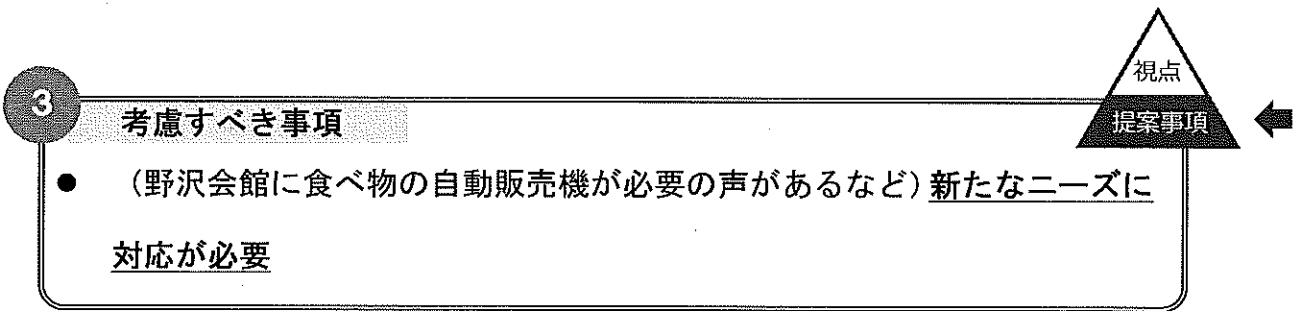 視点
提案事項
3
考慮すべき事項
● (野沢会館に食べ物の自動販売機が必要の声があるなど)新たなニーズに
対応が必要